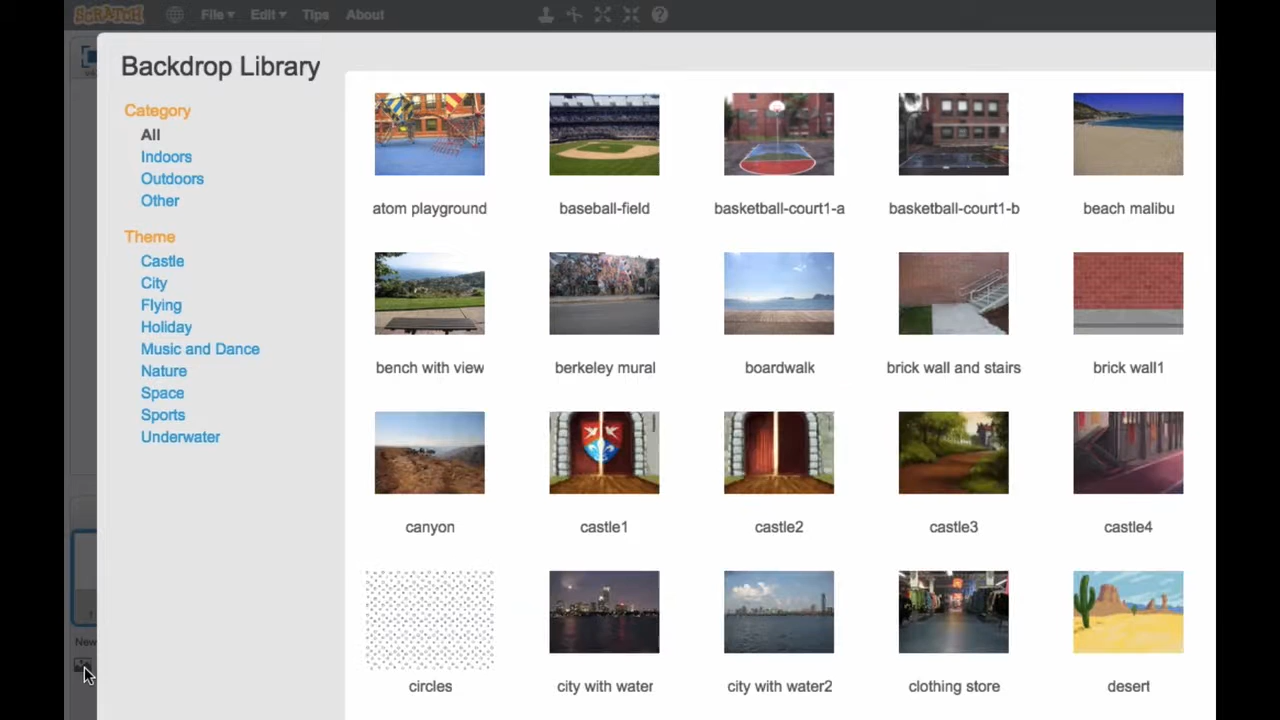 SCRATCH File Edit Tips About
Backdrop Library
Category
All
Indoors
Outdoors
Other
Theme
Castle
City
Flying
Holiday
Music and Dance
Nature
Space
Sports
Underwater
atom playground baseball-field basketball-court1-a basketball-court1-b beach malibu
bench with view berkeley mural boardwalk brick wall and stairs brick wall1
canyon castle1 castle2 castle3 castle4
circles city with water city with water2 clothing store desert
New